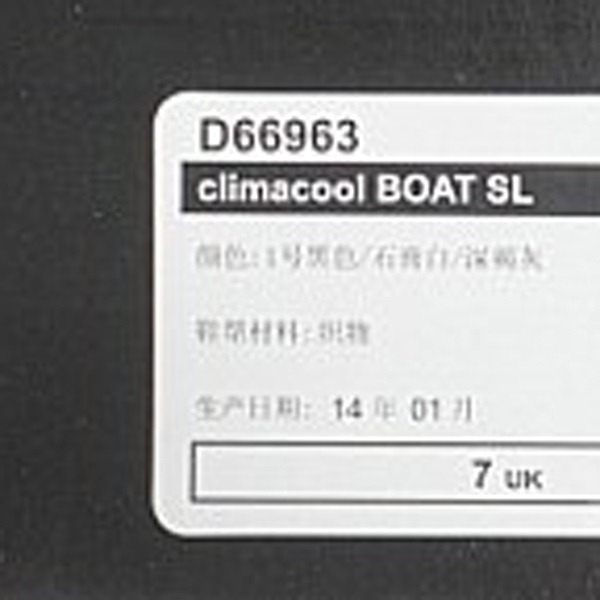 D66963
climacool BOAT SL
颜色:1号黑色/石膏白/深褐灰
鞋帮材料:织物
生产日期: 14 年 01 月
7 UK